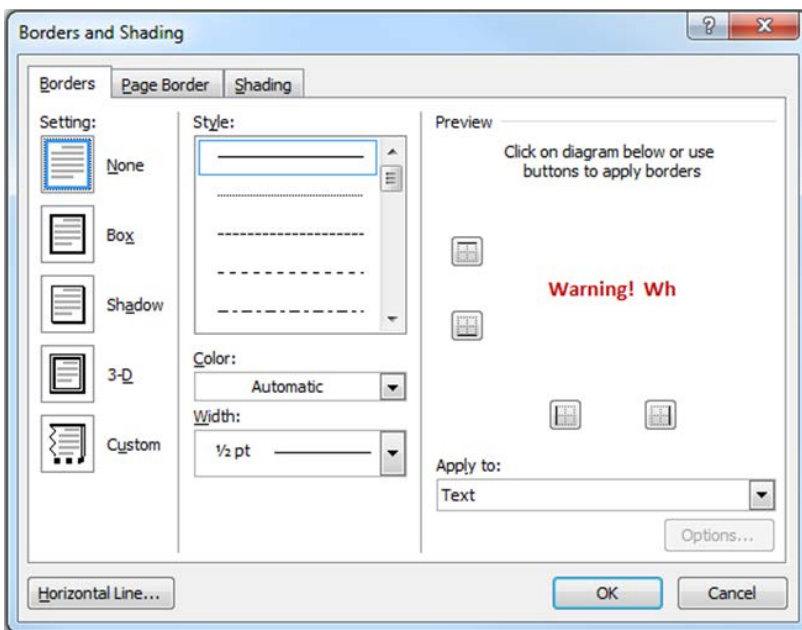 Borders and Shading
Borders
Page Border
Shading
Setting:
None
Box
Shadow
3-D
Custom
Style:
Color:
Automatic
Width:
½ pt
Preview
Click on diagram below or use
buttons to apply borders
Warning! Wh
Apply to:
Text
Options...
Horizontal Line...
OK
Cancel